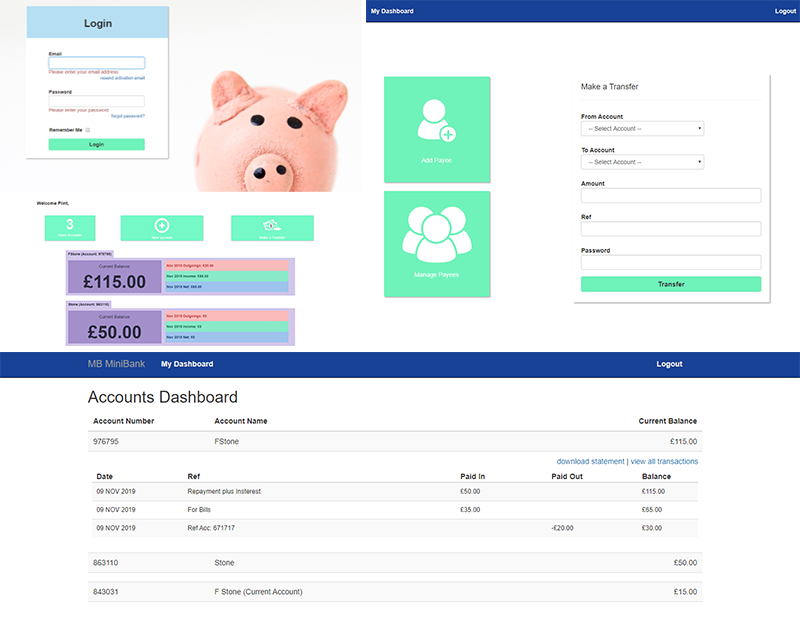 Login
Email
Please enter your email address
resend activation email
Password
Please enter your password
forgot password?
Remember Me
Login
My Dashboard
Logout
Add Payee
Manage Payees
Make a Transfer
From Account
-- Select Account --
To Account
-- Select Account --
Amount
Ref
Password
Transfer
Welcome Flint,
3
FStone (Account: 976795)
Current Balance
£115.00
Nov 2019 Outgoings: £20.00
Nov 2019 Income: £85.00
Nov 2019 Net: £65.00
Stone (Account: 863110)
Current Balance
£50.00
Nov 2019 Outgoings: £0
Nov 2019 Income: £0
Nov 2019 Net: £0
MB MiniBank My Dashboard Logout
Accounts Dashboard
Account Number Account Name Current Balance
976795 FStone £115.00
download statement | view all transactions
Date Ref Paid In Paid Out Balance
09 NOV 2019 Repayment plus Insterest £50.00 £115.00
09 NOV 2019 For Bills £35.00 £65.00
09 NOV 2019 Ref Acc: 671717 -£20.00 £30.00
863110 Stone £50.00
843031 F Stone (Current Account) £15.00